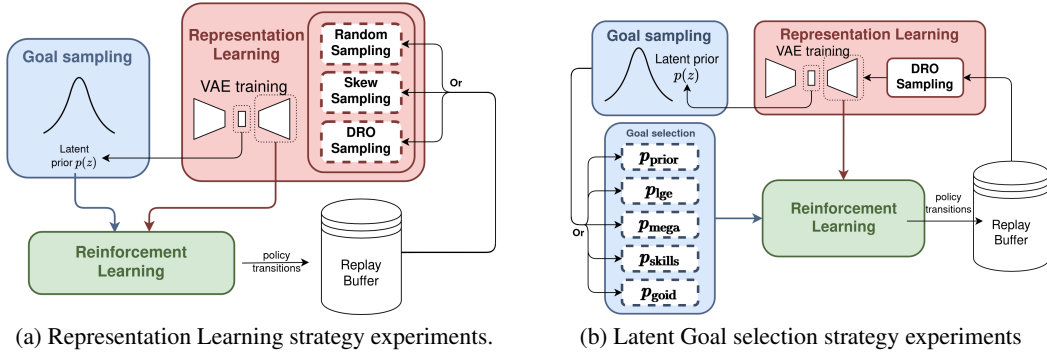 Goal sampling
Latent
prior p(z)
Representation
Learning
VAE training
Random
Sampling
Skew
Sampling
DRO
Sampling
Or
Reinforcement
Learning
policy
transitions
Replay
Buffer
(a) Representation Learning strategy experiments.
Goal sampling
Latent prior
p(z)
Representation Learning
VAE training
DRO
Sampling
Goal selection
p_prior
p_lge
p_mega
p_skills
p_goid
Or
Reinforcement
Learning
policy
transitions
Replay
Buffer
(b) Latent Goal selection strategy experiments